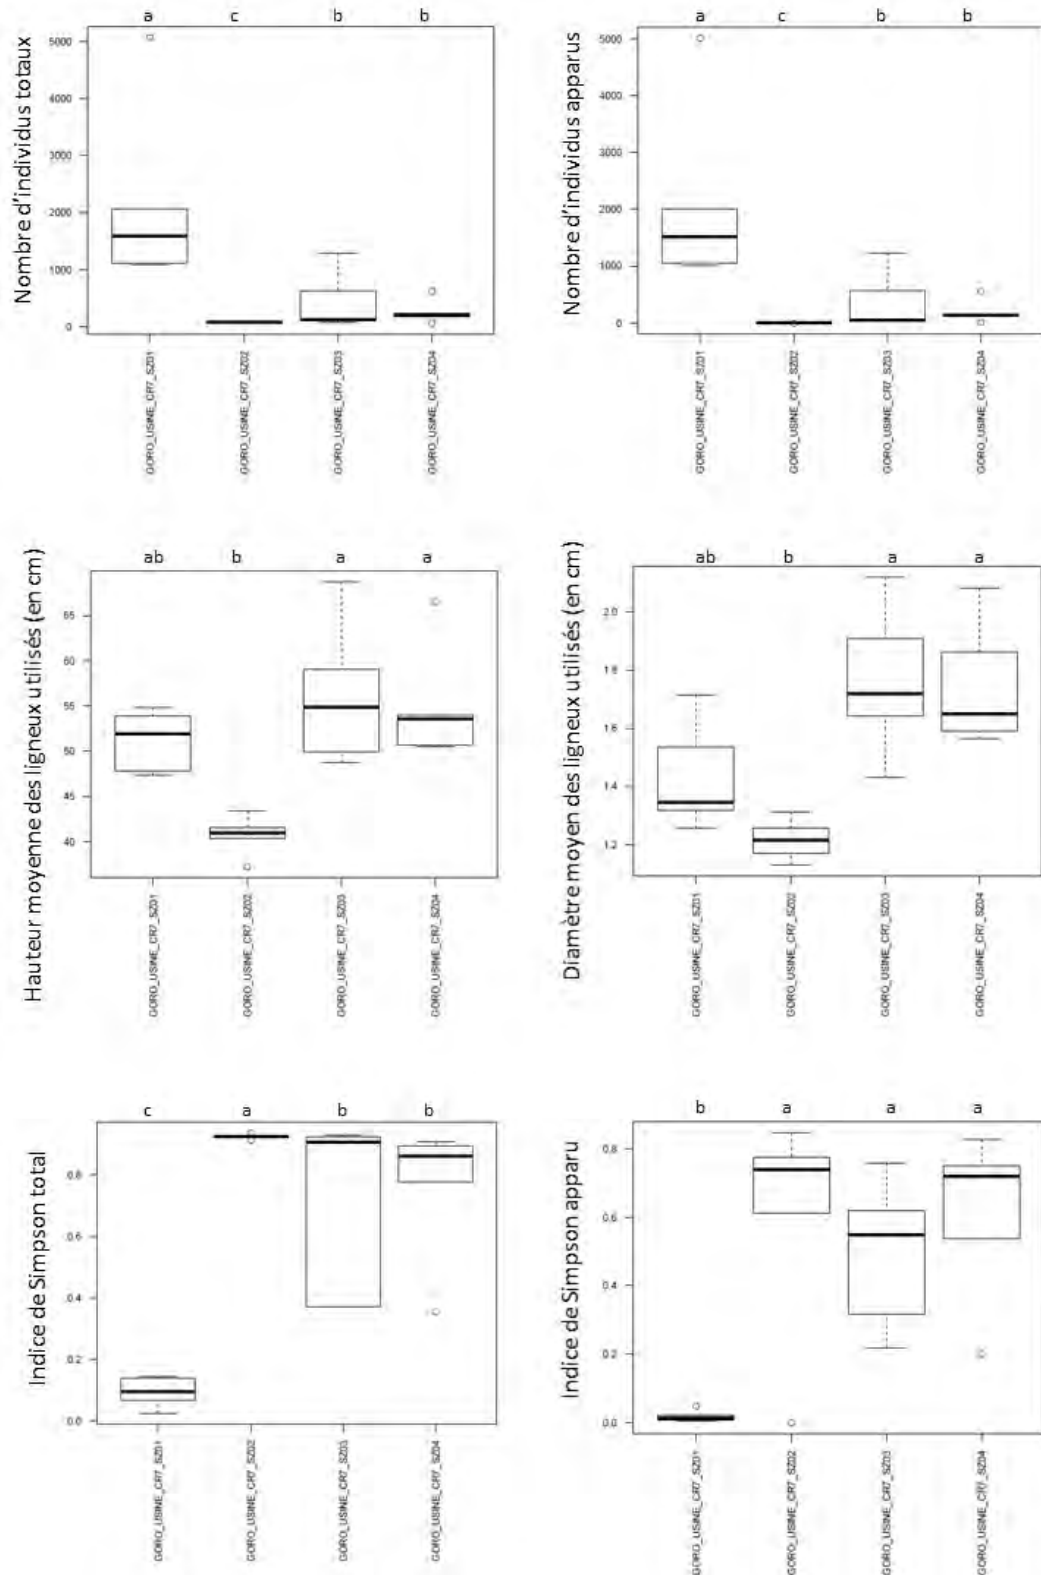 Nombre d'individus totaux
a c b b
5000
4000
3000
2000
1000
0
GORO_USINE_CR7_SZ01
GORO_USINE_CR7_SZ02
GORO_USINE_CR7_SZ03
GORO_USINE_CR7_SZ04
Nombre d'individus apparus
a c b b
5000
4000
3000
2000
1000
0
GORO_USINE_CR7_SZ01
GORO_USINE_CR7_SZ02
GORO_USINE_CR7_SZ03
GORO_USINE_CR7_SZ04
Hauteur moyenne des ligneux utilisés (en cm)
ab b a a
65
60
55
50
45
40
GORO_USINE_CR7_SZ01
GORO_USINE_CR7_SZ02
GORO_USINE_CR7_SZ03
GORO_USINE_CR7_SZ04
Diamètre moyen des ligneux utilisés (en cm)
ab b a a
2.0
1.8
1.6
1.4
1.2
GORO_USINE_CR7_SZ01
GORO_USINE_CR7_SZ02
GORO_USINE_CR7_SZ03
GORO_USINE_CR7_SZ04
Indice de Simpson total
c a b b
0.8
0.6
0.4
0.2
0.0
GORO_USINE_CR7_SZ01
GORO_USINE_CR7_SZ02
GORO_USINE_CR7_SZ03
GORO_USINE_CR7_SZ04
Indice de Simpson apparu
b a a a
0.8
0.6
0.4
0.2
0.0
GORO_USINE_CR7_SZ01
GORO_USINE_CR7_SZ02
GORO_USINE_CR7_SZ03
GORO_USINE_CR7_SZ04